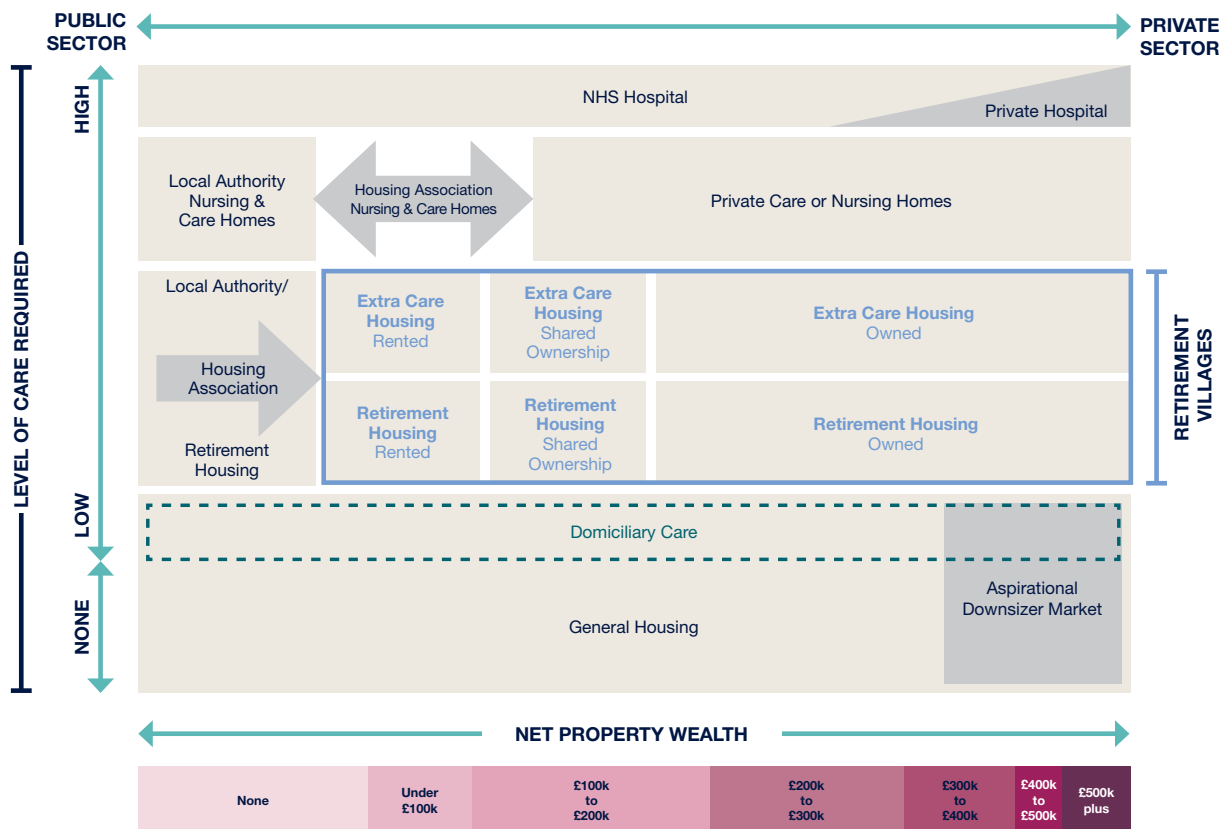 PUBLIC
SECTOR
PRIVATE
SECTOR
LEVEL OF CARE REQUIRED
HIGH
NHS Hospital
Private Hospital
Local Authority
Nursing &
Care Homes
Housing Association
Nursing & Care Homes
Private Care or Nursing Homes
Local Authority/
Housing
Association
Retirement
Housing
Extra Care
Housing
Rented
Extra Care
Housing
Shared
Ownership
Extra Care Housing
Owned
Retirement
Housing
Rented
Retirement
Housing
Shared
Ownership
Retirement Housing
Owned
RETIREMENT
VILLAGES
LOW
Domiciliary Care
NONE
General Housing
Aspirational
Downsizer Market
NET PROPERTY WEALTH
None
Under
£100k
£100k
to
£200k
£200k
to
£300k
£300k
to
£400k
£400k
to
£500k
£500k
plus